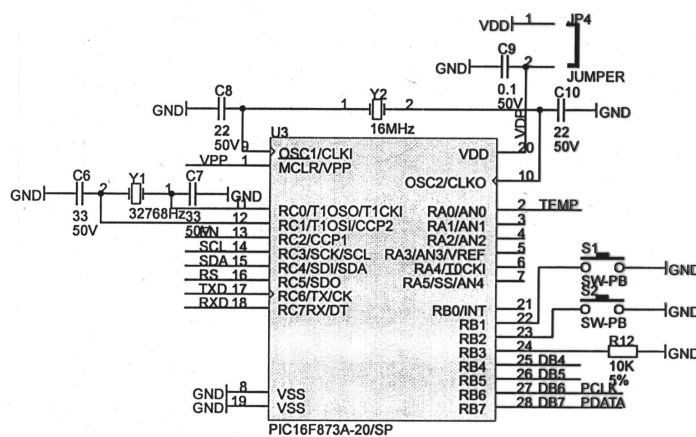 VDD 1 JP4
C9
GND 2
JUMPER
0.1
50V
C8 Y2 C10
GND 1 2 GND
22 16MHz 22
50V U3 50V
9 OSC1/CLKI VDD 20
VPP 1 MCLR/VPP
C6 Y1 C7 OSC2/CLKO 10
GND 2 1 GND
33 32768Hz 33
50V 11 RC0/T1OSO/T1CKI RA0/AN0 2 TEMP
12 RC1/T1OSI/CCP2 RA1/AN1 3
13 RC2/CCP1 RA2/AN2 4
SCL 14 RC3/SCK/SCL RA3/AN3/VREF 5
SDA 15 RC4/SDI/SDA RA4/T0CKI 6
RS 16 RC5/SDO RA5/SS/AN4 7
TXD 17 RC6/TX/CK
RXD 18 RC7RX/DT
S1
GND
SW-PB
S2
GND
SW-PB
RB0/INT 21
RB1 22
RB2 23
RB3 24 R12 GND
RB4 25 DB4 10K
RB5 26 DB5 5%
RB6 27 DB6 PCLK
RB7 28 DB7 PDATA
GND 8 VSS
GND 19 VSS
PIC16F873A-20/SP